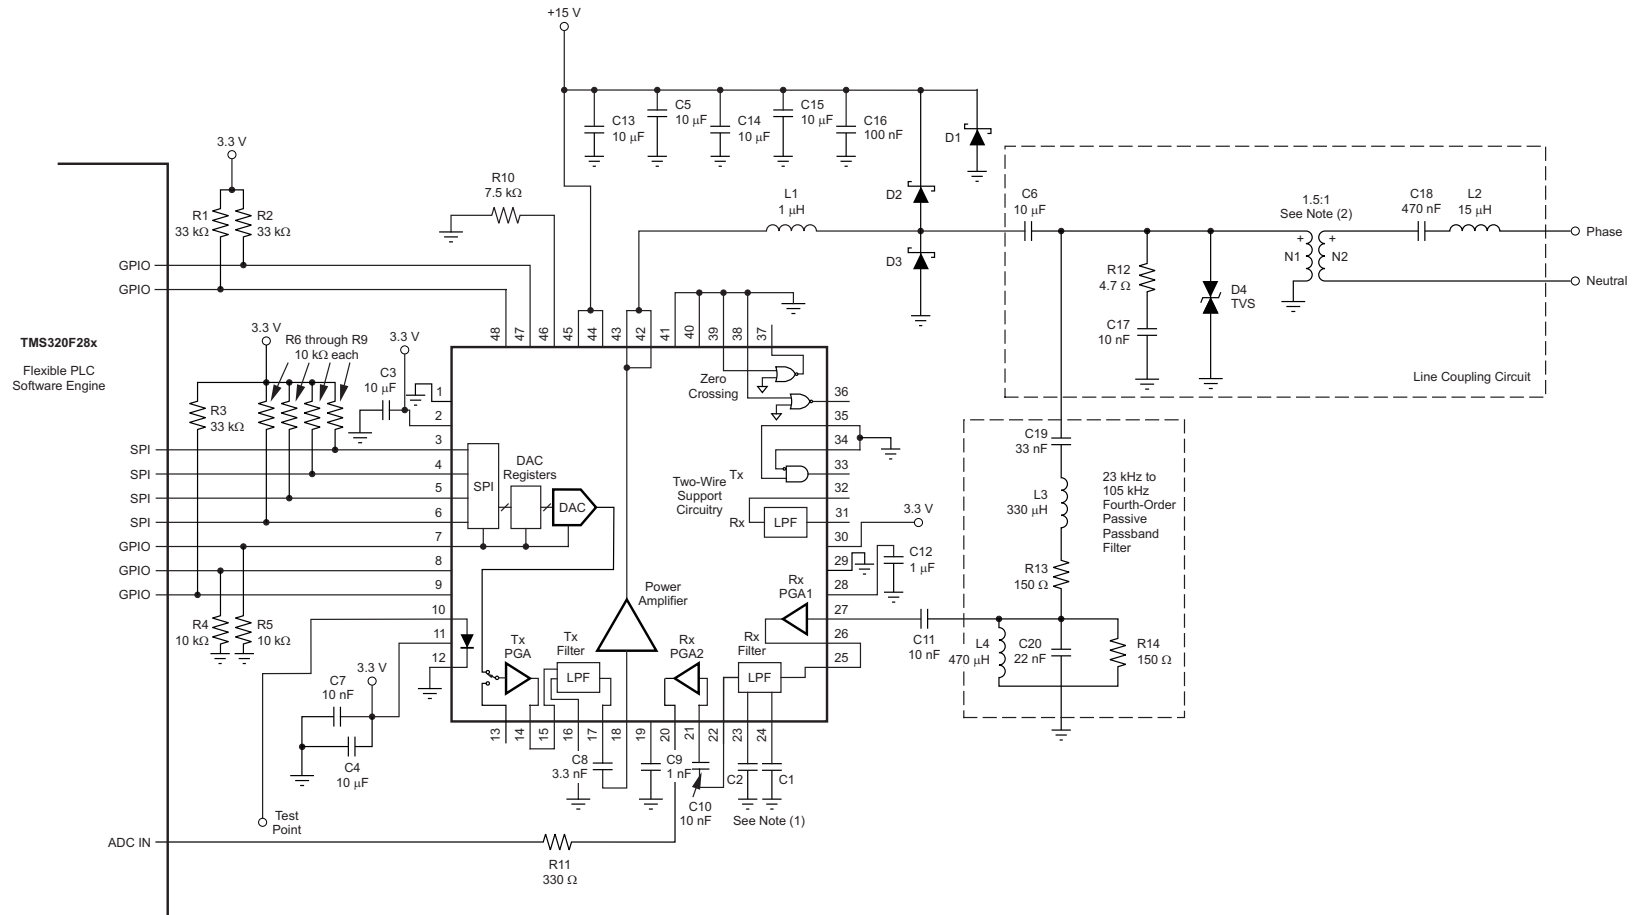 +15 V
C13
10 µF
C5
10 µF
C14
10 µF
C15
10 µF
C16
100 nF
D1
D2
D3
L1
1 µH
3.3 V
R1
33 kΩ
R2
33 kΩ
R10
7.5 kΩ
GPIO
GPIO
TMS320F28x
Flexible PLC
Software Engine
3.3 V
R6 through R9
10 kΩ each
3.3 V
C3
10 µF
R3
33 kΩ
SPI
SPI
SPI
SPI
GPIO
GPIO
GPIO
R4
10 kΩ
R5
10 kΩ
C7
10 nF
3.3 V
C4
10 µF
Test
Point
ADC IN
R11
330 Ω
48
47
46
45
44
43
42
41
40
39
38
37
1
2
3
4
5
6
7
8
9
10
11
12
13
14
15
16
17
18
19
20
21
22
23
24
36
35
34
33
32
31
30
29
28
27
26
25
SPI
DAC
Registers
DAC
Zero
Crossing
Two-Wire
Support
Circuitry
Tx
Rx
LPF
Power
Amplifier
Tx
PGA
Tx
Filter
LPF
Rx
PGA2
Rx
Filter
LPF
Rx
PGA1
C8
3.3 nF
C9
1 nF
C10
10 nF
C2
C1
See Note (1)
3.3 V
C12
1 µF
C11
10 nF
C6
10 µF
R12
4.7 Ω
C17
10 nF
D4
TVS
1.5:1
See Note (2)
+
N1
+
N2
C18
470 nF
L2
15 µH
Phase
Neutral
Line Coupling Circuit
C19
33 nF
L3
330 µH
R13
150 Ω
23 kHz to
105 kHz
Fourth-Order
Passive
Passband
Filter
L4
470 µH
C20
22 nF
R14
150 Ω